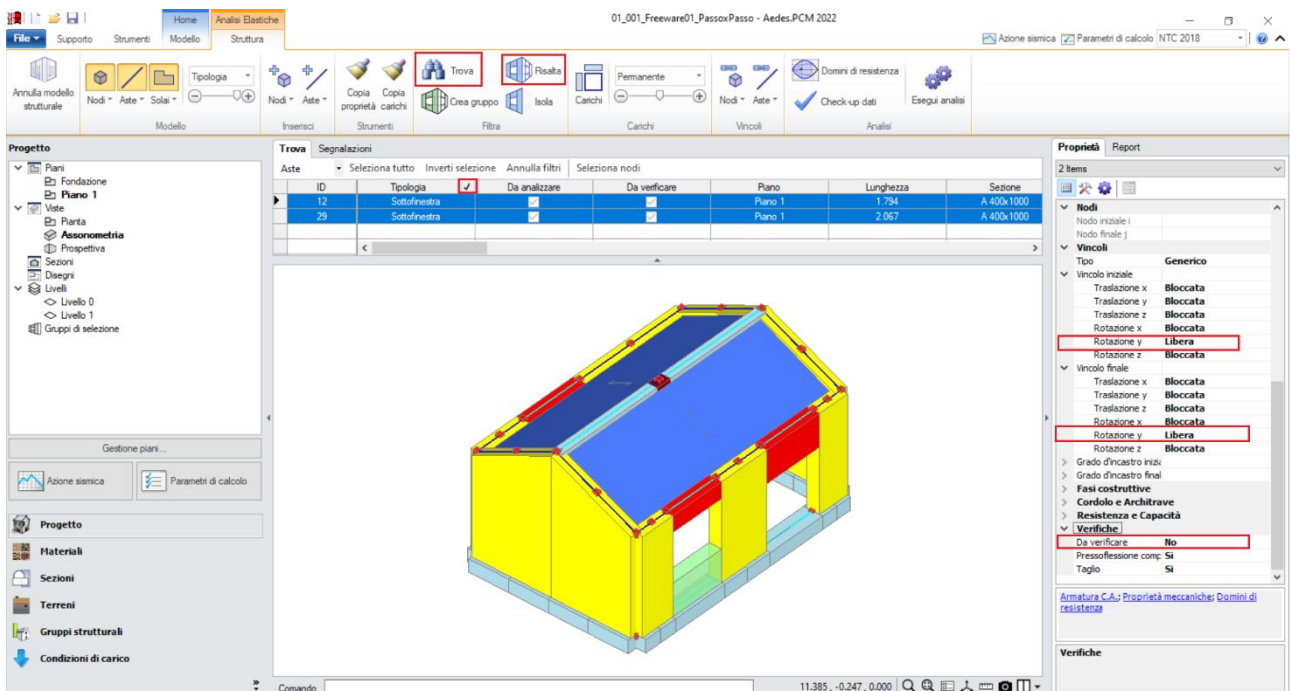 01_001_Freeware01_PassoxPasso - Aedes.PCM 2022
Home Analisi Elastiche
File Supporto Strumenti Modello Struttura
Azione sismica Parametri di calcolo NTC 2018
Annulla modello strutturale
Nodi Aste Solai
Tipologia
Modello
Nodi Aste
Inserisci
Copia proprietà
Copia carichi
Strumenti
Trova
Risalta
Crea gruppo
Isola
Filtra
Carichi
Permanente
Carichi
Nodi Aste
Vincoli
Domini di resistenza
Check-up dati
Esegui analisi
Analisi
Progetto
Piani
Fondazione
Piano 1
Viste
Pianta
Assonometria
Prospettiva
Sezioni
Disegni
Livelli
Livello 0
Livello 1
Gruppi di selezione
Gestione piani...
Azione sismica Parametri di calcolo
Progetto
Materiali
Sezioni
Terreni
Gruppi strutturali
Condizioni di carico
Trova Segnalazioni
Aste Seleziona tutto Inverti selezione Annulla filtri Seleziona nodi
ID Tipologia Da analizzare Da verificare Piano Lunghezza Sezione
12 Sottofinestra Piano 1 1.794 A 400x1000
29 Sottofinestra Piano 1 2.067 A 400x1000
Comando
11.385 , -0.247 , 0.000
Proprietà Report
2 Items
Nodi
Nodo iniziale i
Nodo finale j
Vincoli
Tipo Generico
Vincolo iniziale
Traslazione x Bloccata
Traslazione y Bloccata
Traslazione z Bloccata
Rotazione x Bloccata
Rotazione y Libera
Rotazione z Bloccata
Vincolo finale
Traslazione x Bloccata
Traslazione y Bloccata
Traslazione z Bloccata
Rotazione x Bloccata
Rotazione y Libera
Rotazione z Bloccata
Grado d'incastro inizia
Grado d'incastro final
Fasi costruttive
Cordolo e Architrave
Resistenza e Capacità
Verifiche
Da verificare No
Pressoflessione comp Sì
Taglio Sì
Armatura C.A.; Proprietà meccaniche; Domini di
resistenza
Verifiche